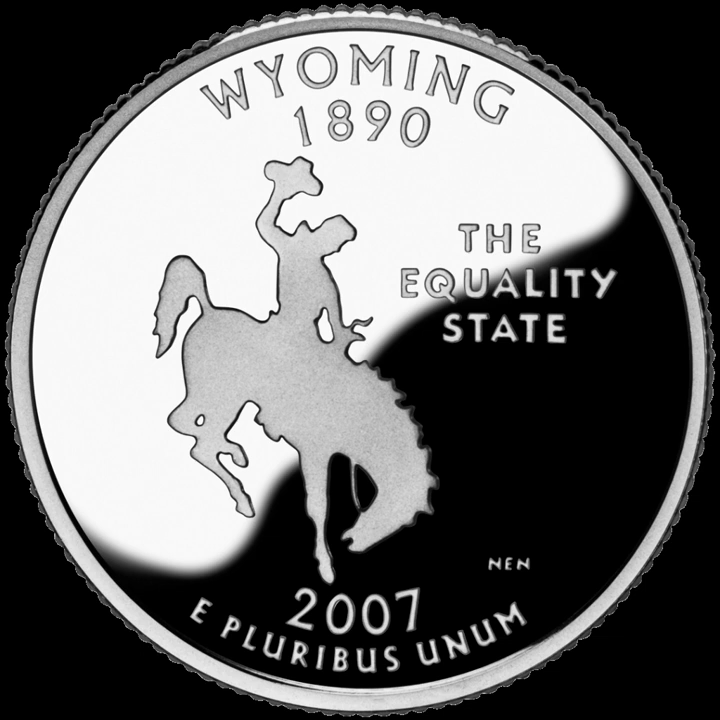 WYOMING
1890
THE
EQUALITY
STATE
NEN
2007
E PLURIBUS UNUM